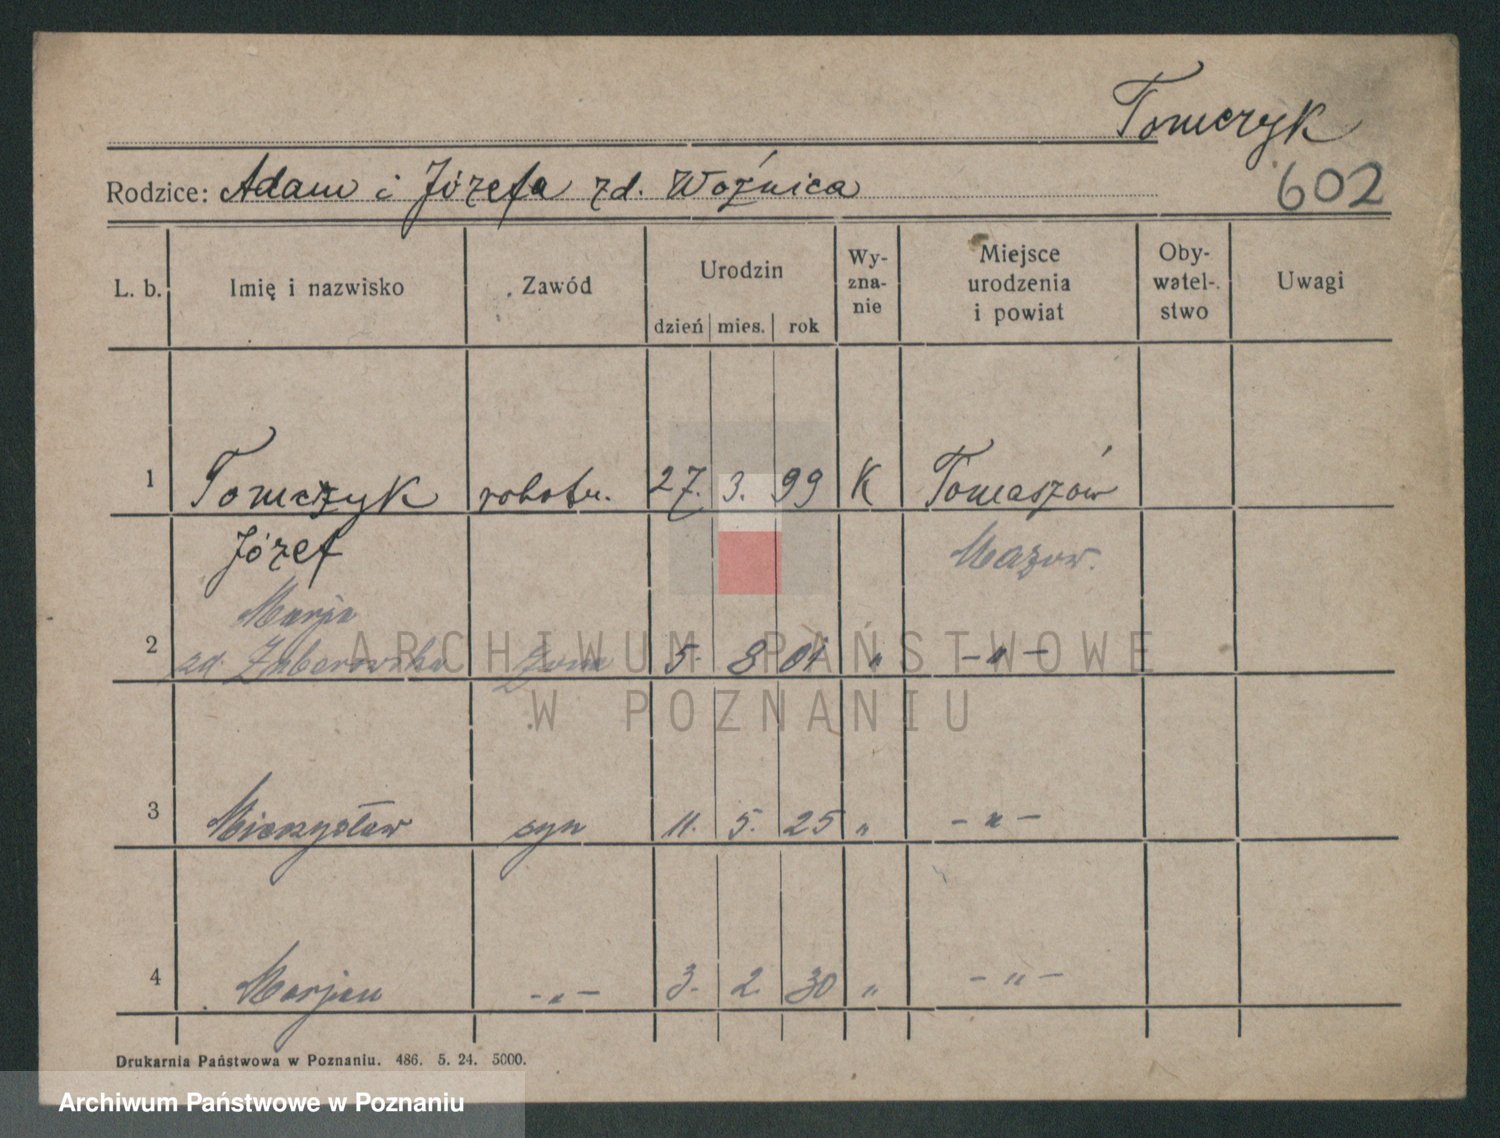 Tomczyk
602
Rodzice: Adam i Józefa zd. Woźnica
L. b. Imię i nazwisko Zawód Urodzin Wy-zna-nie Miejsce urodzenia i powiat Oby-watel-stwo Uwagi
dzień mies. rok
1 Tomczyk robotn. 27. 3. 99 K Tomaszów
Józef Mazow.
Marja
2 zd. Zaborowska żona 5. 8 01 " -"-
3 Mieczysław syn 11. 5. 25 " -"-
4 Marjan -"- 3. 2. 30 " -"-
Drukarnia Państwowa w Poznaniu. 486. 5. 24. 5000.
ARCHIWUM PAŃSTWOWE
W POZNANIU
Archiwum Państwowe w Poznaniu